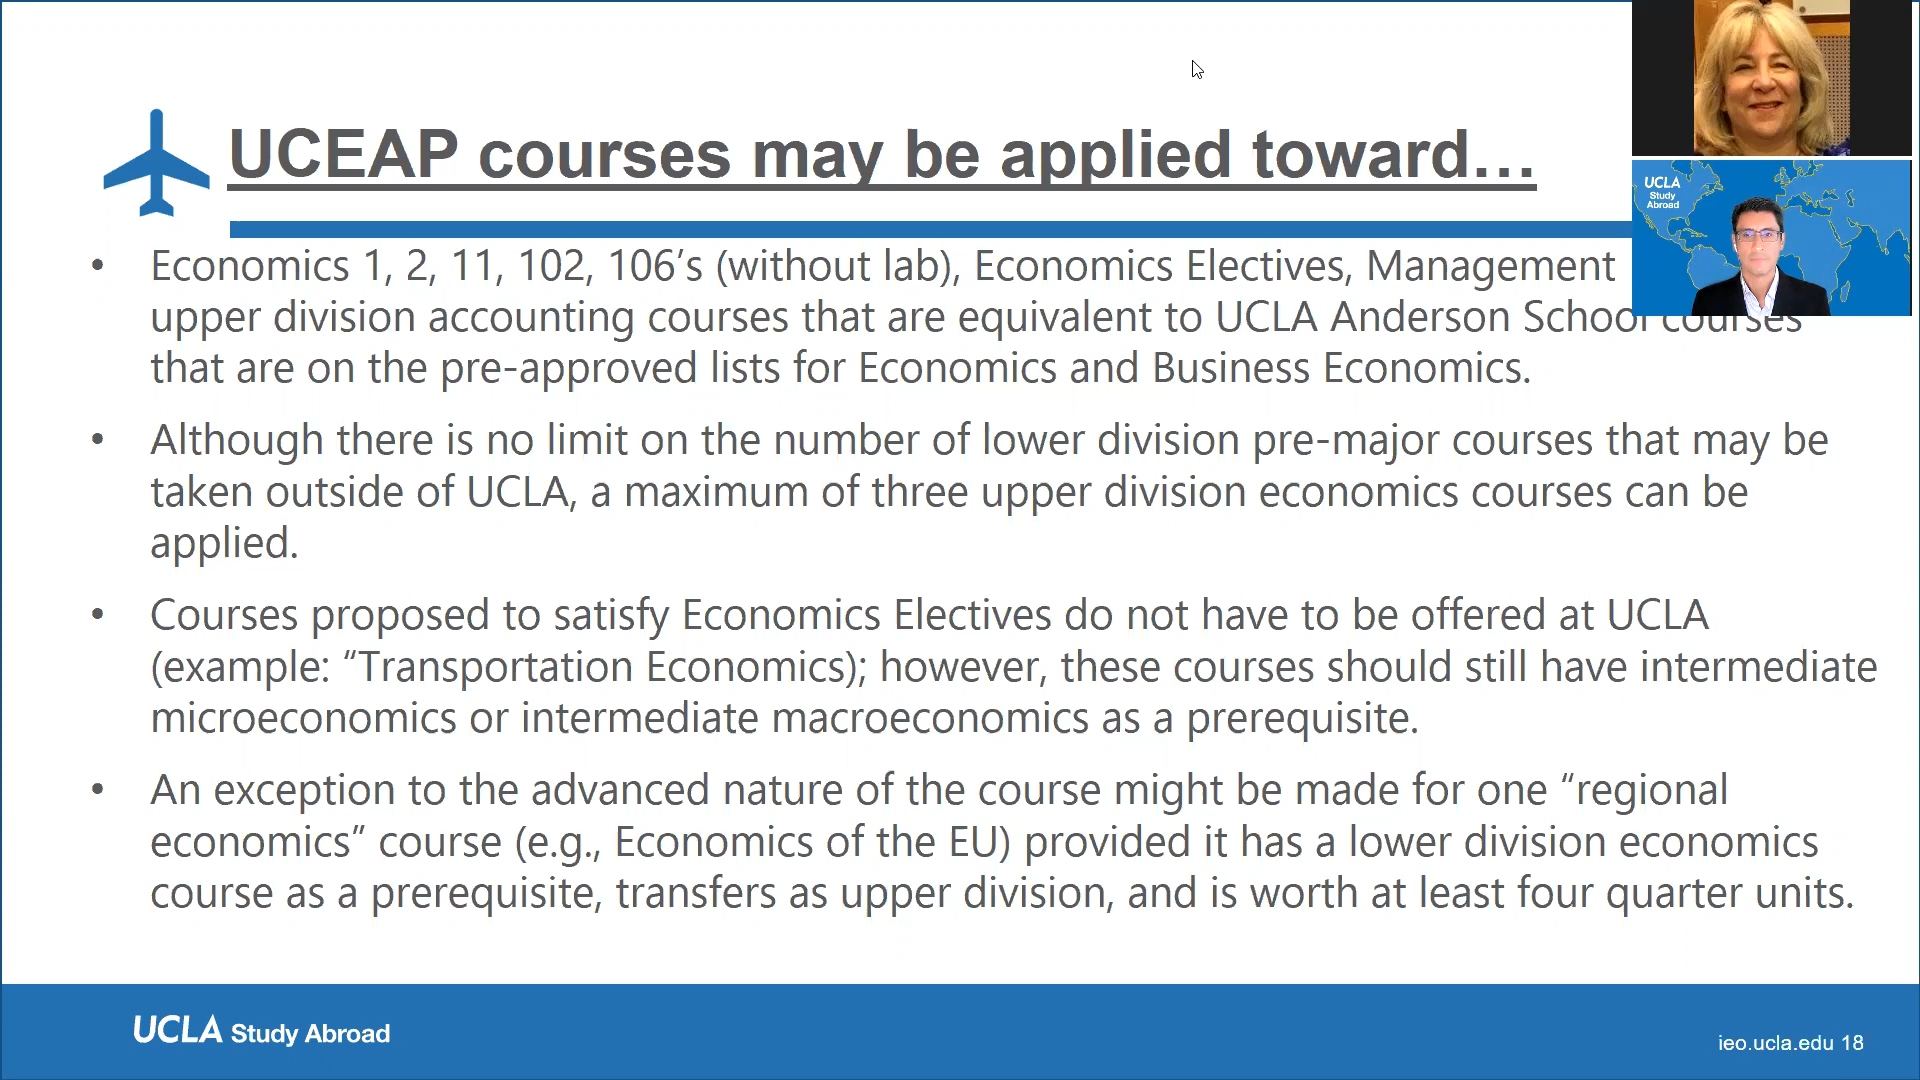 UCEAP courses may be applied toward…
UCLA
Study
Abroad
• Economics 1, 2, 11, 102, 106’s (without lab), Economics Electives, Management
upper division accounting courses that are equivalent to UCLA Anderson School courses
that are on the pre-approved lists for Economics and Business Economics.
• Although there is no limit on the number of lower division pre-major courses that may be
taken outside of UCLA, a maximum of three upper division economics courses can be
applied.
• Courses proposed to satisfy Economics Electives do not have to be offered at UCLA
(example: “Transportation Economics); however, these courses should still have intermediate
microeconomics or intermediate macroeconomics as a prerequisite.
• An exception to the advanced nature of the course might be made for one “regional
economics” course (e.g., Economics of the EU) provided it has a lower division economics
course as a prerequisite, transfers as upper division, and is worth at least four quarter units.
UCLA Study Abroad
ieo.ucla.edu 18